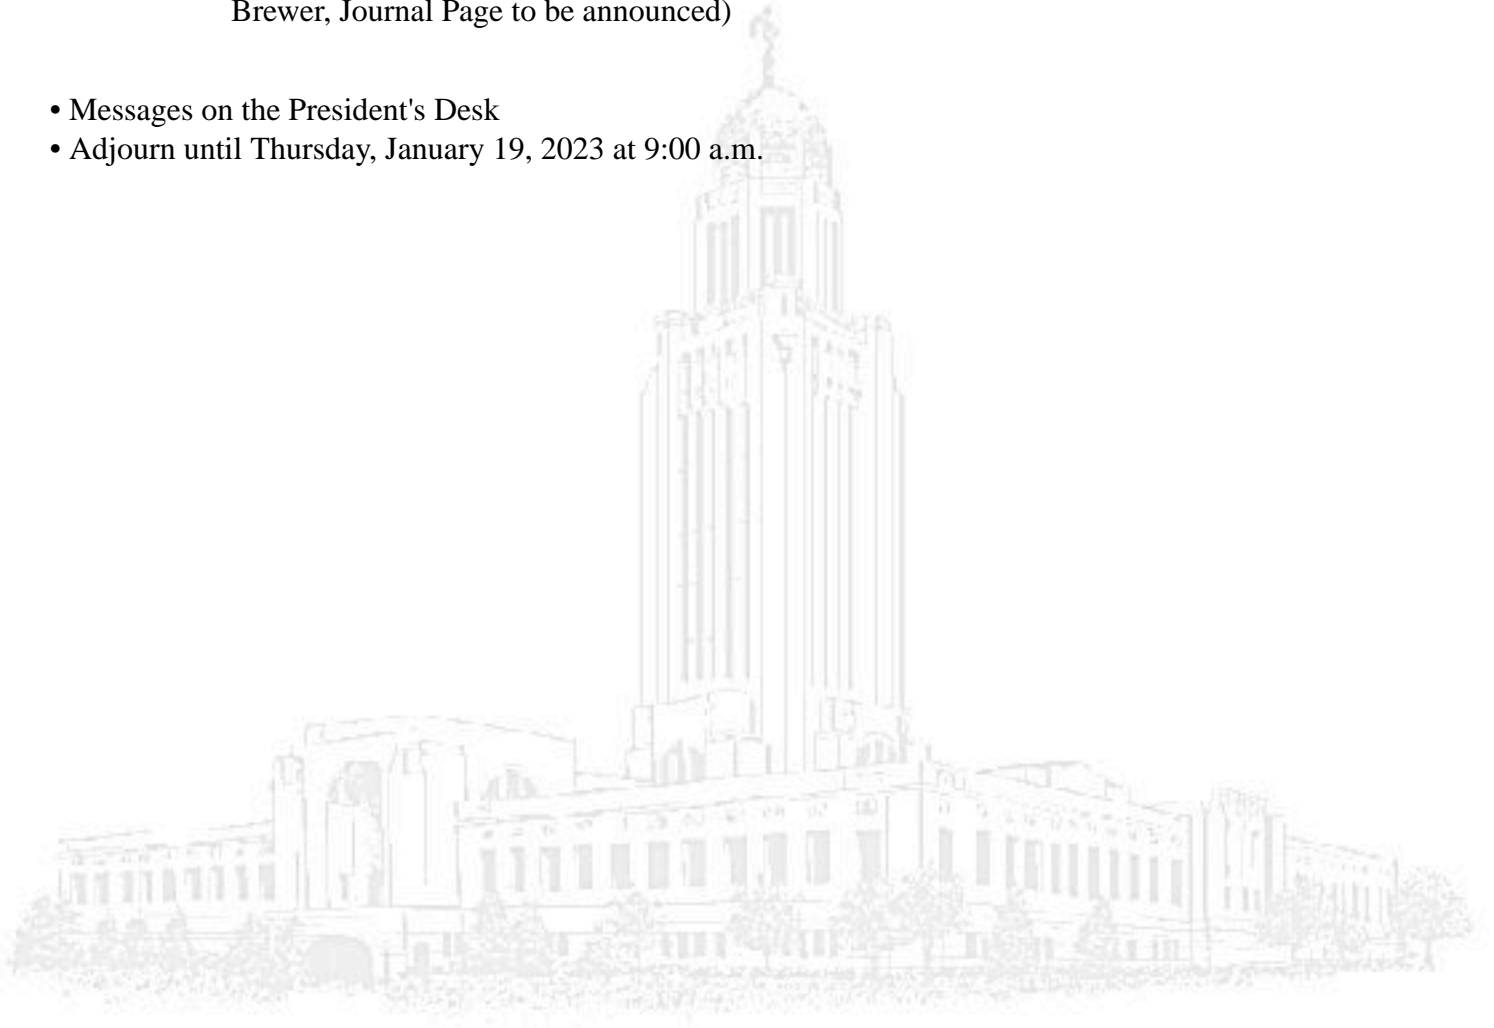 Brewer, Journal Page to be announced)
• Messages on the President's Desk
• Adjourn until Thursday, January 19, 2023 at 9:00 a.m.